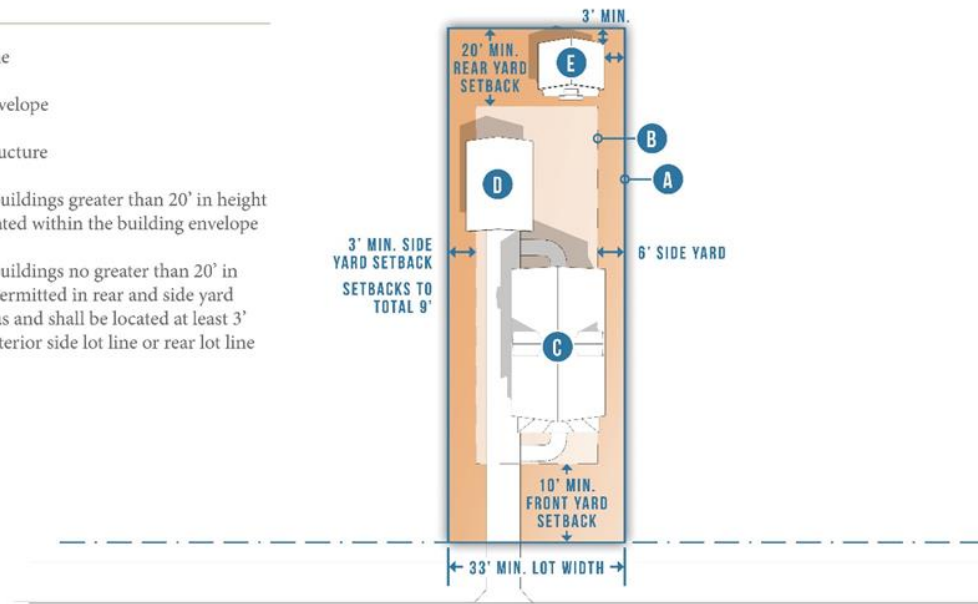 velope
ucture
uildings greater than 20' in height
ated within the building envelope
uildings no greater than 20' in
ermitted in rear and side yard
s and shall be located at least 3'
terior side lot line or rear lot line
3' MIN.
20' MIN.
REAR YARD
SETBACK
E
B
A
D
3' MIN. SIDE
YARD SETBACK
SETBACKS TO
TOTAL 9'
6' SIDE YARD
C
10' MIN.
FRONT YARD
SETBACK
33' MIN. LOT WIDTH